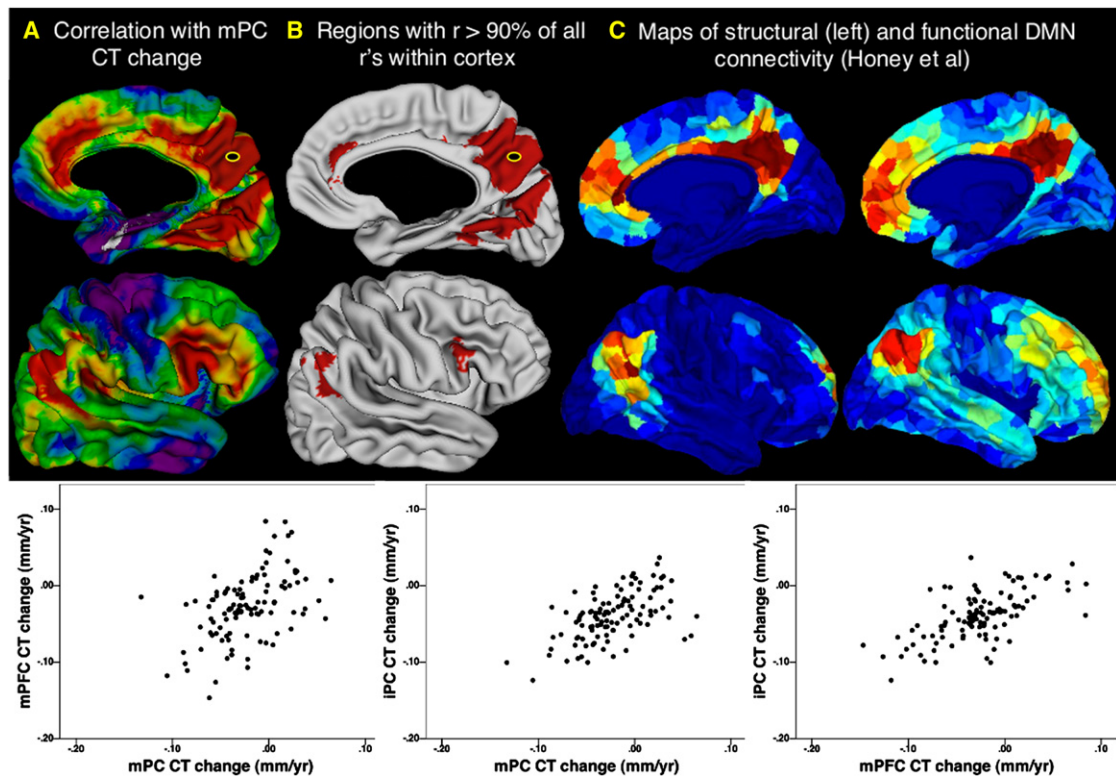 A Correlation with mPC
CT change
B Regions with r > 90% of all
r's within cortex
C Maps of structural (left) and functional DMN
connectivity (Honey et al)
mPFC CT change (mm/yr)
.10
.00
-.10
-.20
-.20
-.10
.00
.10
mPC CT change (mm/yr)
iPC CT change (mm/yr)
.10
.00
-.10
-.20
-.20
-.10
.00
.10
mPC CT change (mm/yr)
iPC CT change (mm/yr)
.10
.00
-.10
-.20
-.20
-.10
.00
.10
mPFC CT change (mm/yr)